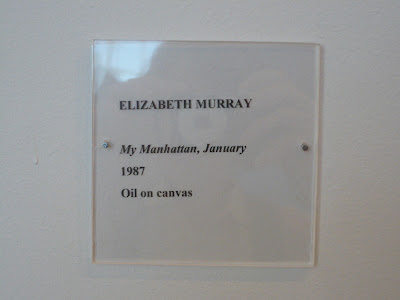 ELIZABETH MURRAY
My Manhattan, January
1987
Oil on canvas